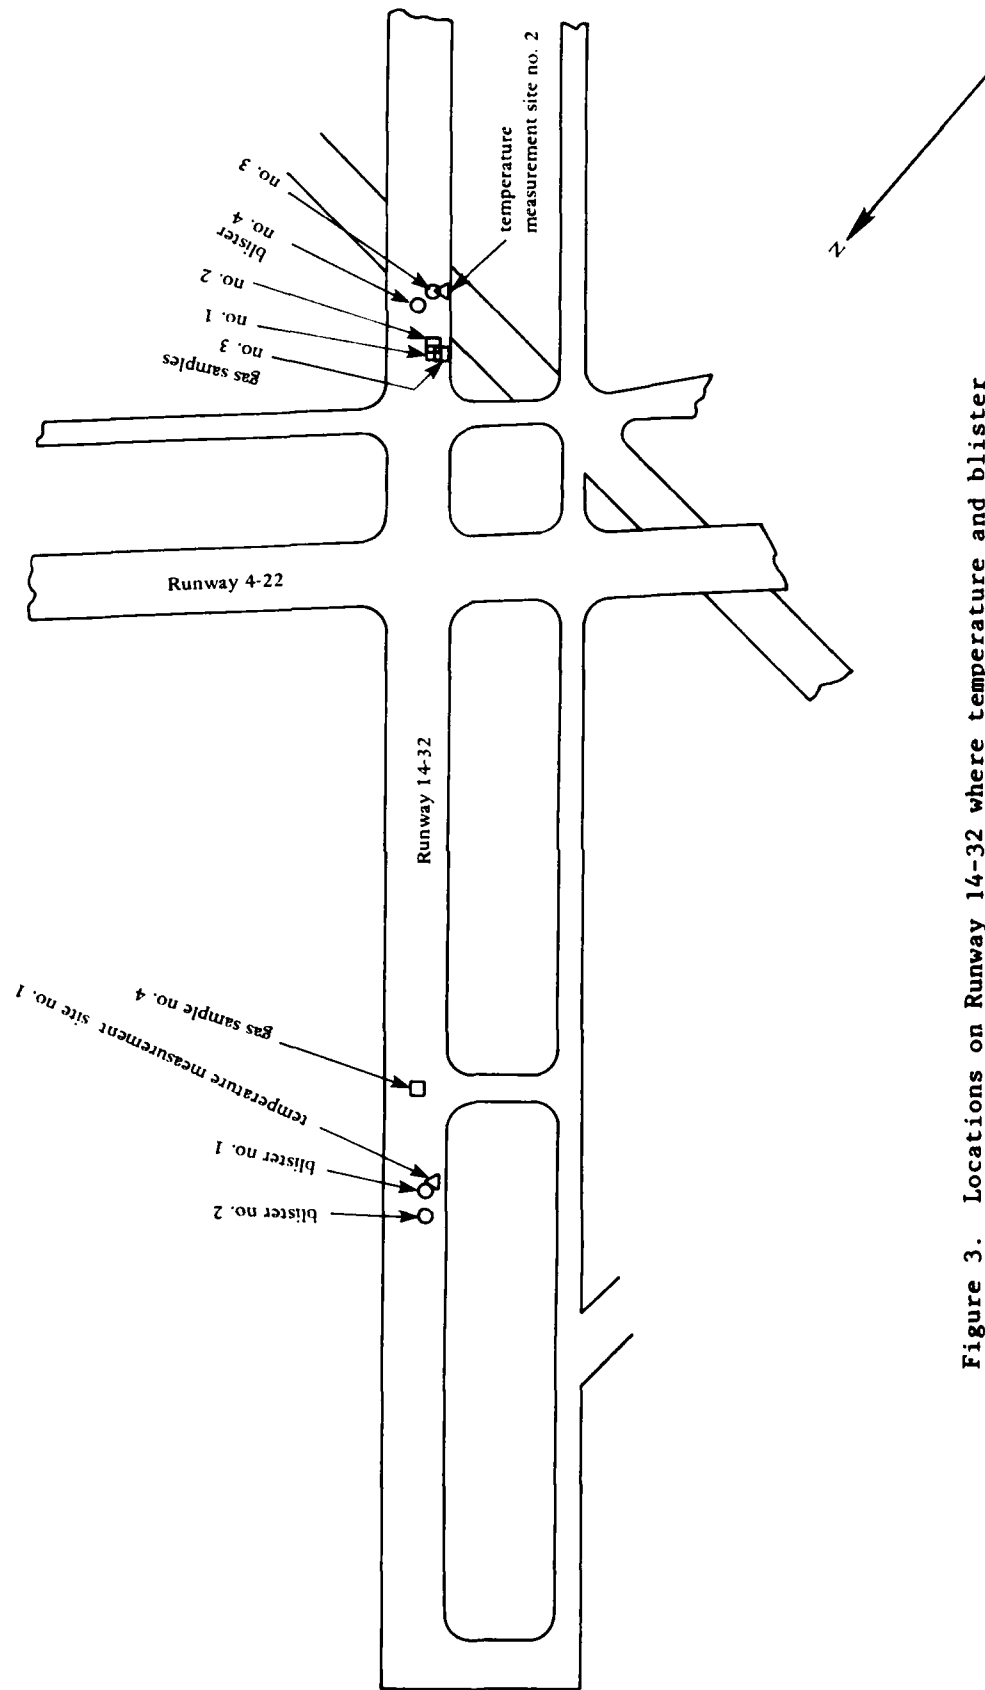 temperature
measurement site no. 2
no. 3
no. 4
blister
no. 2
no. 1
no. 3
gas samples
N
Runway 4-22
Runway 14-32
gas sample no. 4
temperature measurement site no. 1
blister no. 1
blister no. 2
Figure 3. Locations on Runway 14-32 where temperature and blister